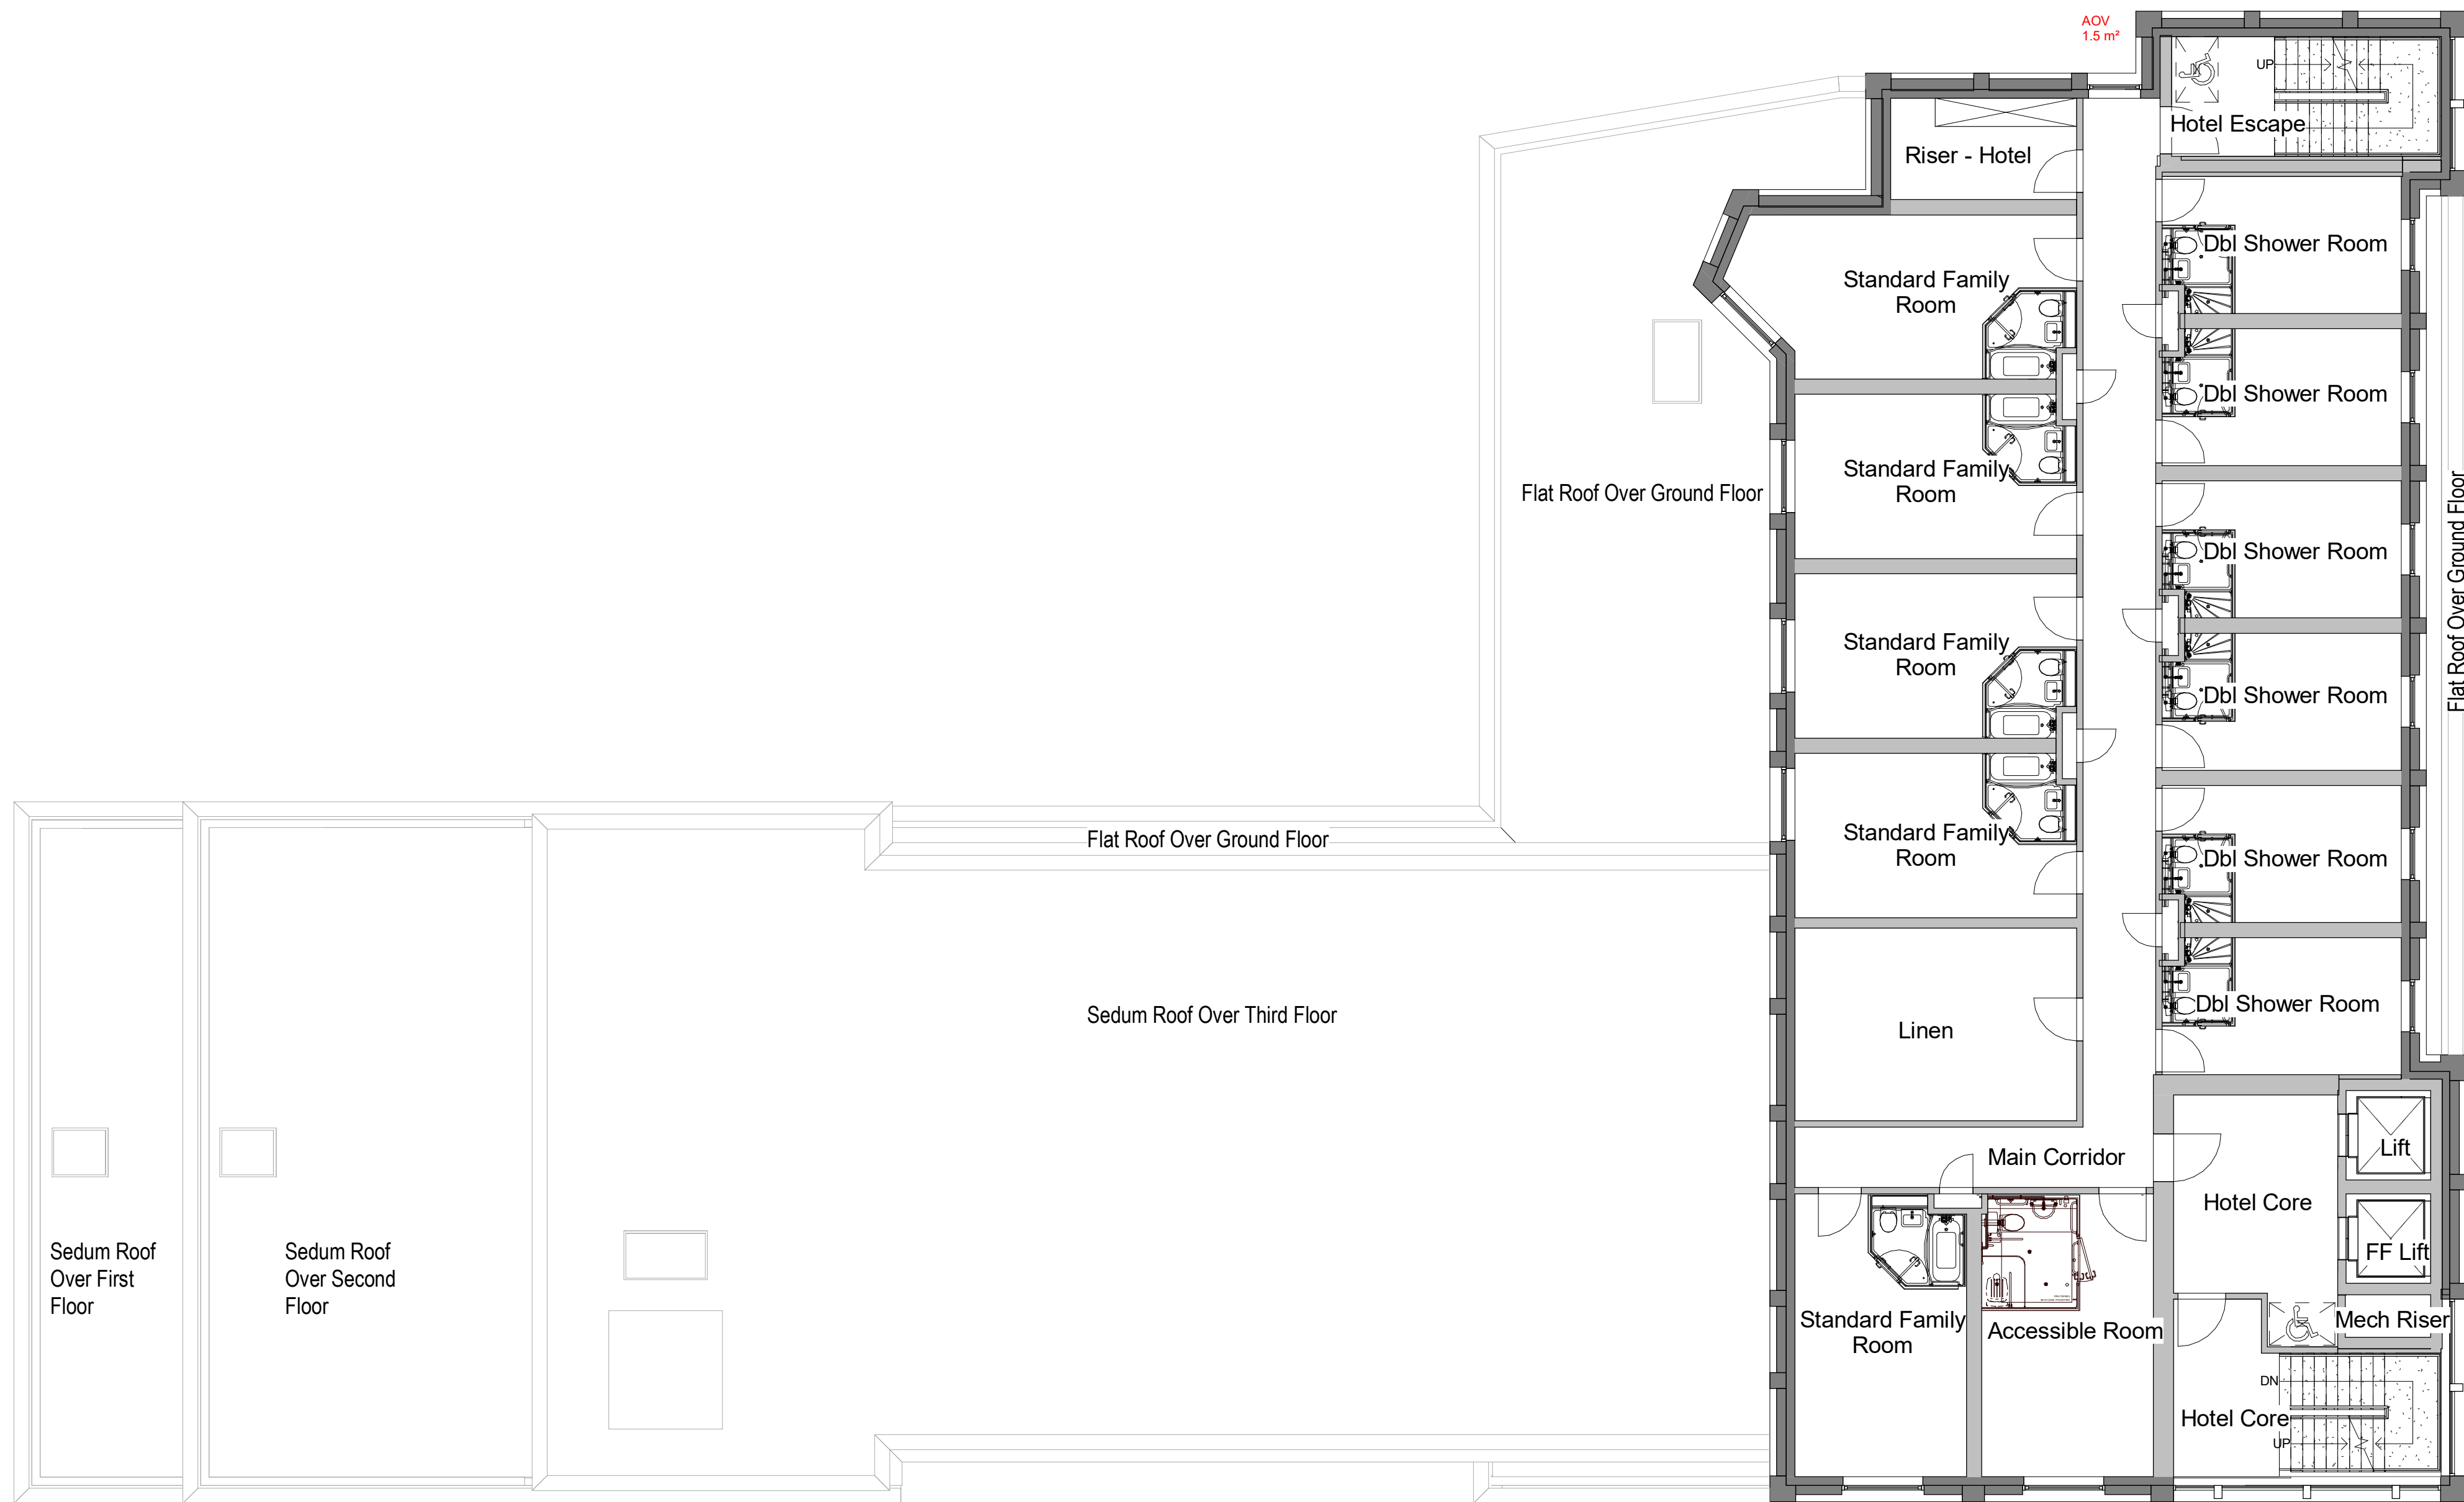 AOV
1.5 m²
UP
Hotel Escape
Riser - Hotel
Dbl Shower Room
Standard Family
Room
Dbl Shower Room
Standard Family
Room
Flat Roof Over Ground Floor
Flat Roof Over Ground Floor
Dbl Shower Room
Standard Family
Room
Dbl Shower Room
Standard Family
Room
Flat Roof Over Ground Floor
Dbl Shower Room
Dbl Shower Room
Sedum Roof Over Third Floor
Linen
Main Corridor
Lift
Hotel Core
FF Lift
Sedum Roof
Over First
Floor
Sedum Roof
Over Second
Floor
Standard Family
Room
Accessible Room
Mech Riser
DN
Hotel Core
UP